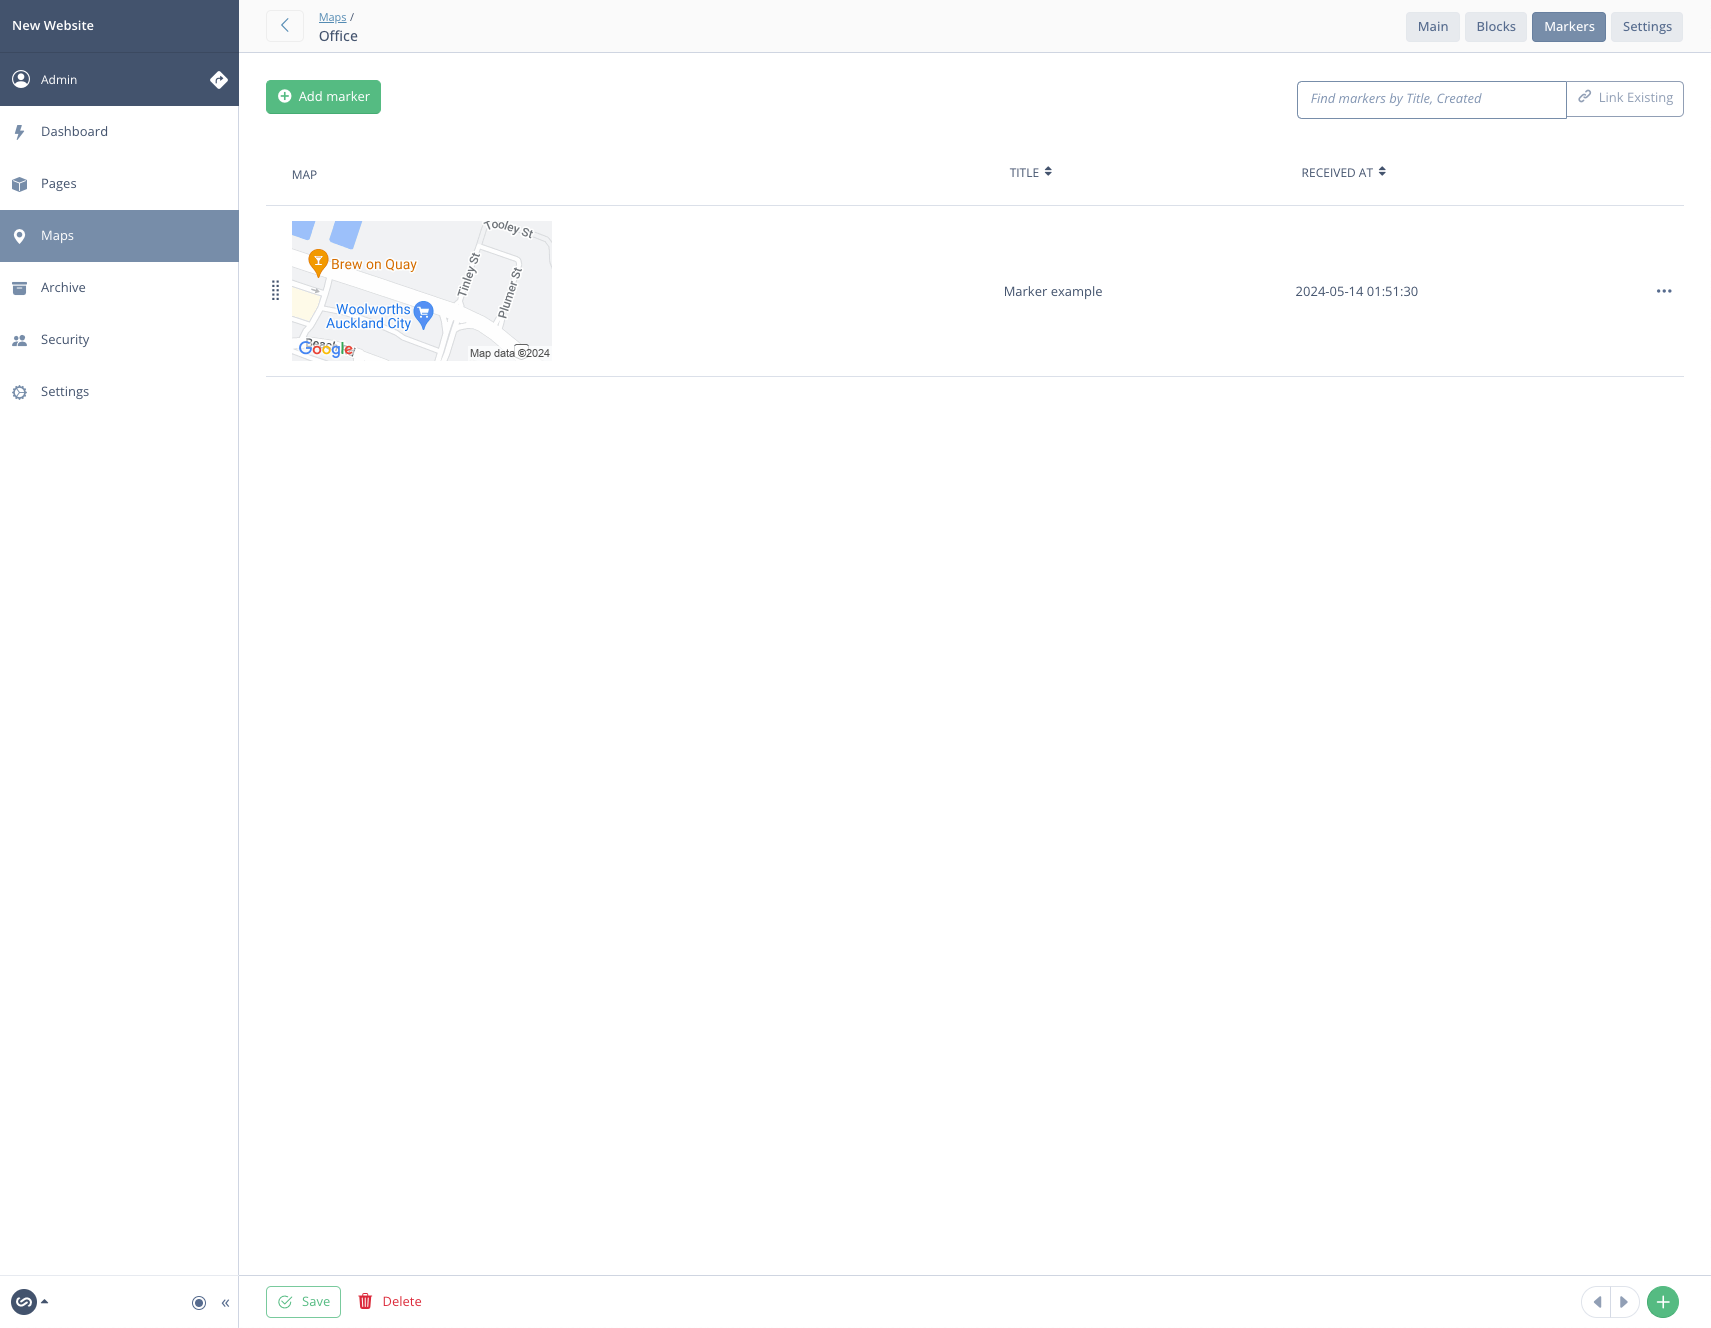 New Website
Admin
Dashboard
Pages
Maps
Archive
Security
Settings
Maps /
Office
Main
Blocks
Markers
Settings
Add marker
Find markers by Title, Created
Link Existing
MAP
TITLE
RECEIVED AT
Tooley St
Brew on Quay
Tinley St
Plumer St
Woolworths
Auckland City
Google
Map data ©2024
Marker example
2024-05-14 01:51:30
Save
Delete